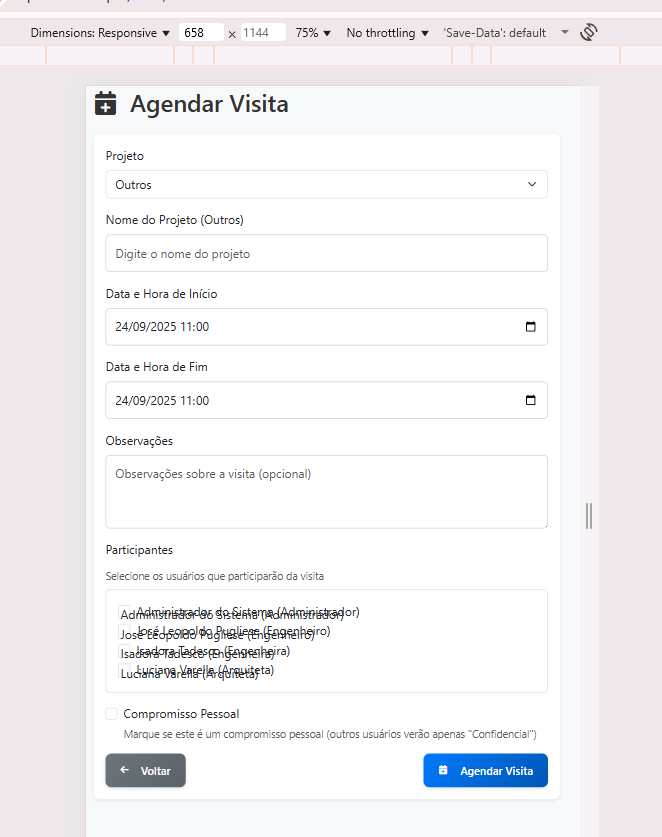 Dimensions: Responsive ▼ 658 × 1144 75% ▼ No throttling ▼ 'Save-Data': default
Agendar Visita
Projeto
Outros
Nome do Projeto (Outros)
Digite o nome do projeto
Data e Hora de Início
24/09/2025 11:00
Data e Hora de Fim
24/09/2025 11:00
Observações
Observações sobre a visita (opcional)
Participantes
Selecione os usuários que participarão da visita
Administrador do Sistema (Administrador)
Administrador do Sistema (Administrador)
José Leopoldo Pugliese (Engenheiro)
José Leopoldo Pugliese (Engenheiro)
Isadora Tadesco (Engenheira)
Isadora Tadesco (Engenheira)
Luciana Varella (Arquiteta)
Luciana Varella (Arquiteta)
Compromisso Pessoal
Marque se este é um compromisso pessoal (outros usuários verão apenas "Confidencial")
Voltar
Agendar Visita